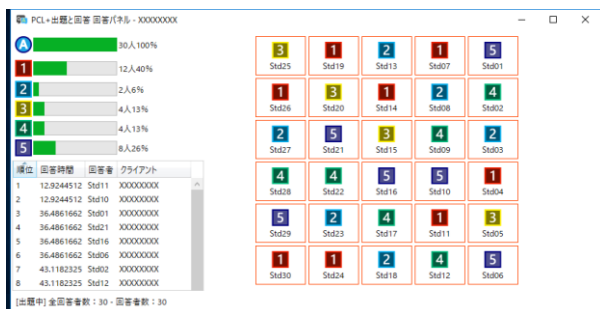 PCL+出題と回答 回答パネル - XXXXXXXX
A 30人100%
1 12人40%
2 2人6%
3 4人13%
4 4人13%
5 8人26%
順位 回答時間 回答者 クライアント
1 12.9244512 Std11 XXXXXXXX
2 12.9244512 Std10 XXXXXXXX
3 36.4861662 Std01 XXXXXXXX
4 36.4861662 Std21 XXXXXXXX
5 36.4861662 Std16 XXXXXXXX
6 36.4861662 Std06 XXXXXXXX
7 43.1182325 Std02 XXXXXXXX
8 43.1182325 Std12 XXXXXXXX
[出題中] 全回答者数：30 - 回答者数：30
3 1 2 1 5
Std25 Std19 Std13 Std07 Std01
1 3 1 2 4
Std26 Std20 Std14 Std08 Std02
2 5 3 4 2
Std27 Std21 Std15 Std09 Std03
4 4 5 5 1
Std28 Std22 Std16 Std10 Std04
5 2 4 1 3
Std29 Std23 Std17 Std11 Std05
1 1 2 4 5
Std30 Std24 Std18 Std12 Std06